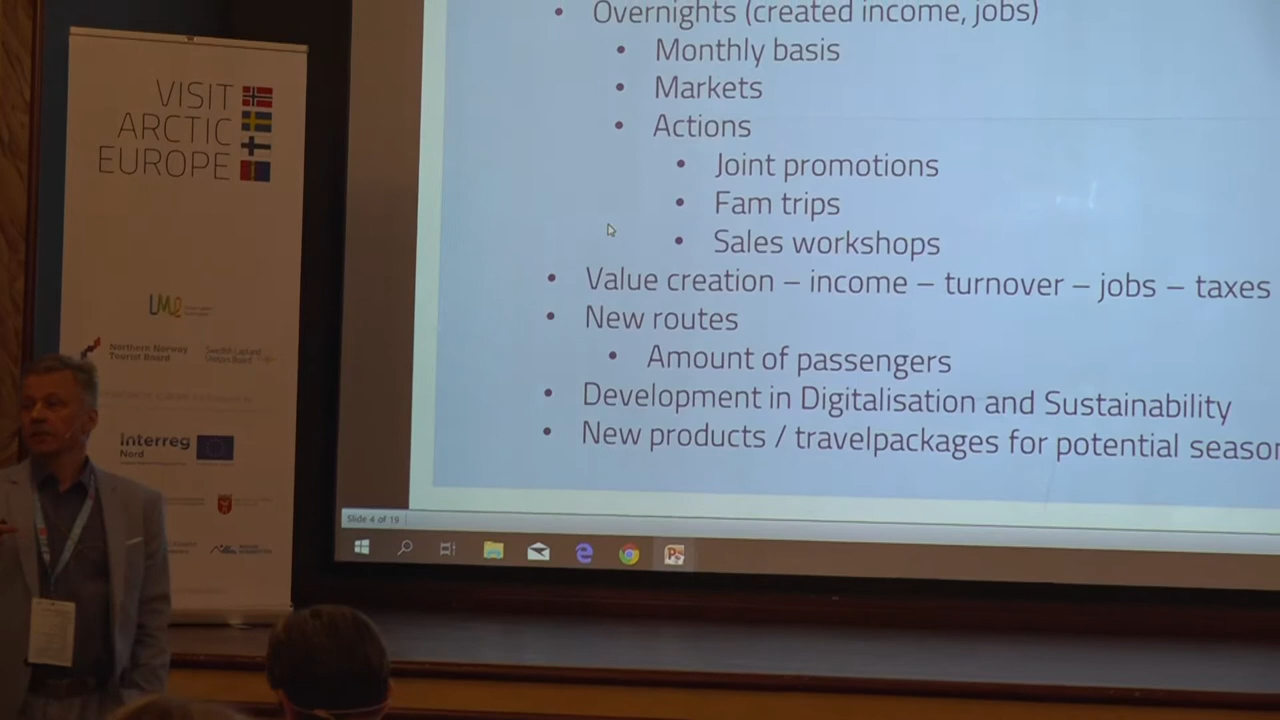 VISIT
ARCTIC
EUROPE
Northern Norway
Tourist Board
Swedish Lapland
Interreg
Nord
• Overnights (created income, jobs)
• Monthly basis
• Markets
• Actions
• Joint promotions
• Fam trips
• Sales workshops
• Value creation – income – turnover – jobs – taxes
• New routes
• Amount of passengers
• Development in Digitalisation and Sustainability
• New products / travelpackages for potential season
Slide 4 of 19